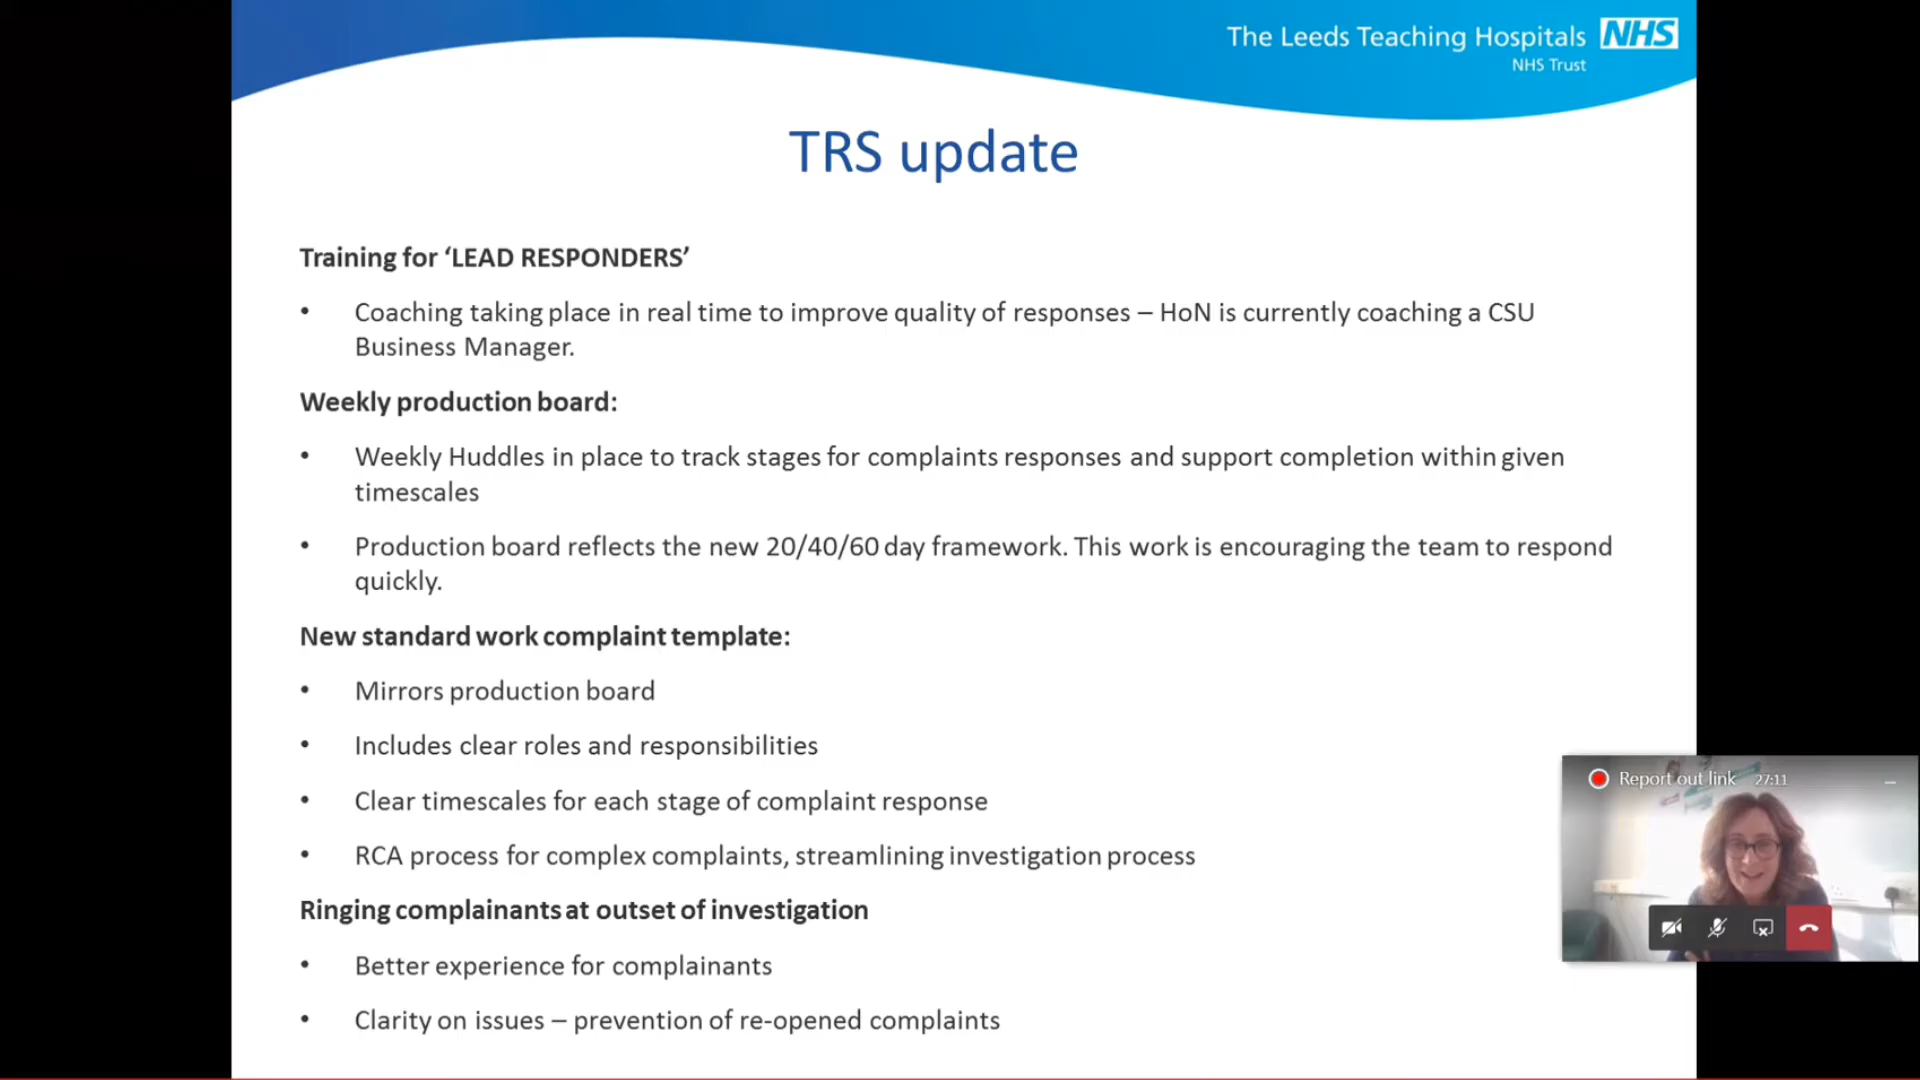 The Leeds Teaching Hospitals NHS
NHS Trust
TRS update
Training for ‘LEAD RESPONDERS’
• Coaching taking place in real time to improve quality of responses – HoN is currently coaching a CSU
Business Manager.
Weekly production board:
• Weekly Huddles in place to track stages for complaints responses and support completion within given
timescales
• Production board reflects the new 20/40/60 day framework. This work is encouraging the team to respond
quickly.
New standard work complaint template:
• Mirrors production board
• Includes clear roles and responsibilities
• Clear timescales for each stage of complaint response
• RCA process for complex complaints, streamlining investigation process
Ringing complainants at outset of investigation
• Better experience for complainants
• Clarity on issues – prevention of re-opened complaints
Report out link 27:11